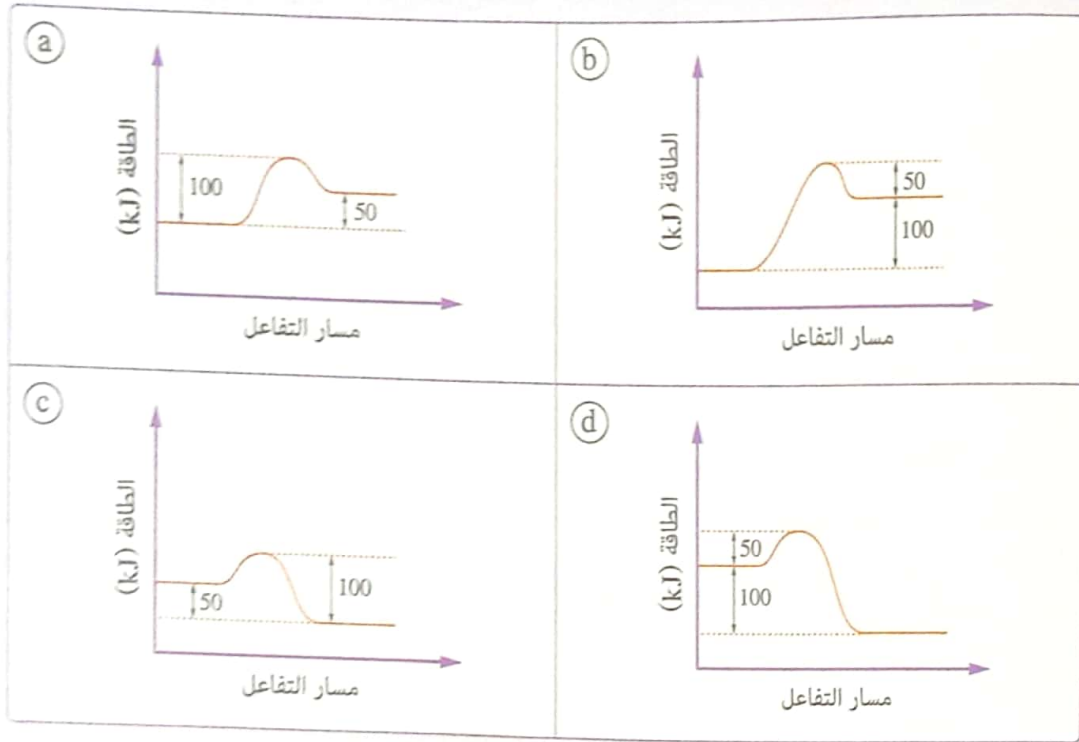 a
الطاقة (kJ)
100
50
مسار التفاعل
b
الطاقة (kJ)
50
100
مسار التفاعل
c
الطاقة (kJ)
50
100
مسار التفاعل
d
الطاقة (kJ)
50
100
مسار التفاعل